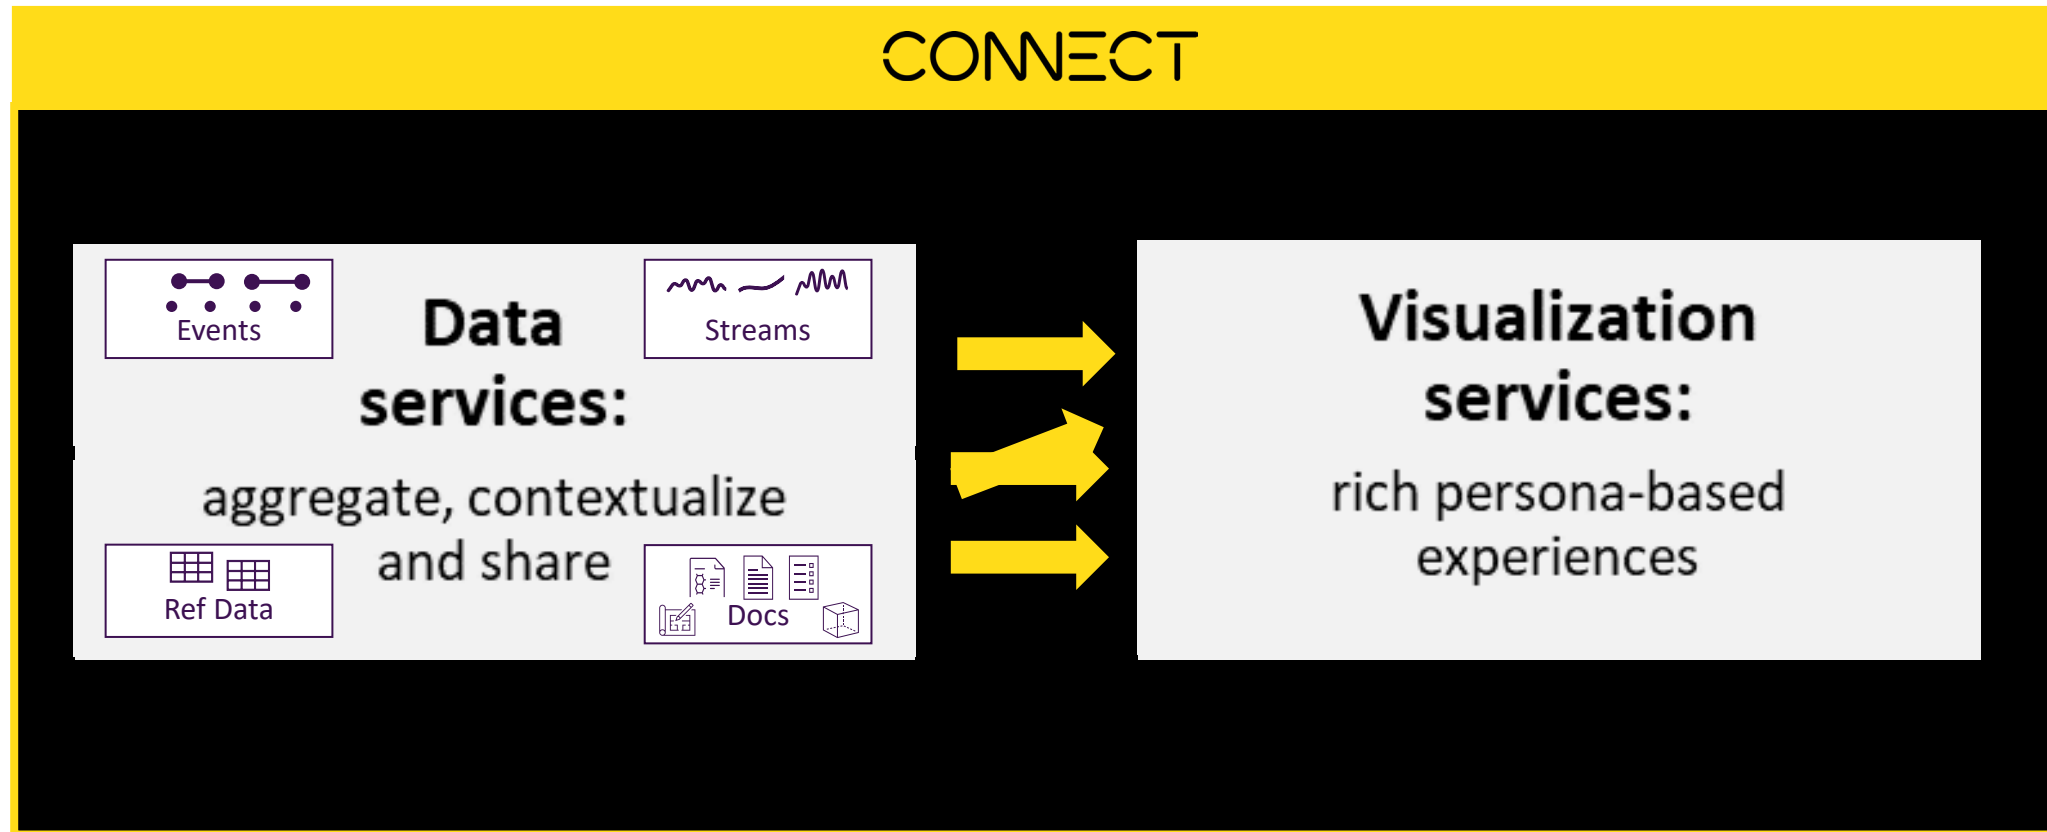 CONNECT
Events
Streams
Data
services:
aggregate, contextualize
and share
Ref Data
Docs
Visualization
services:
rich persona-based
experiences